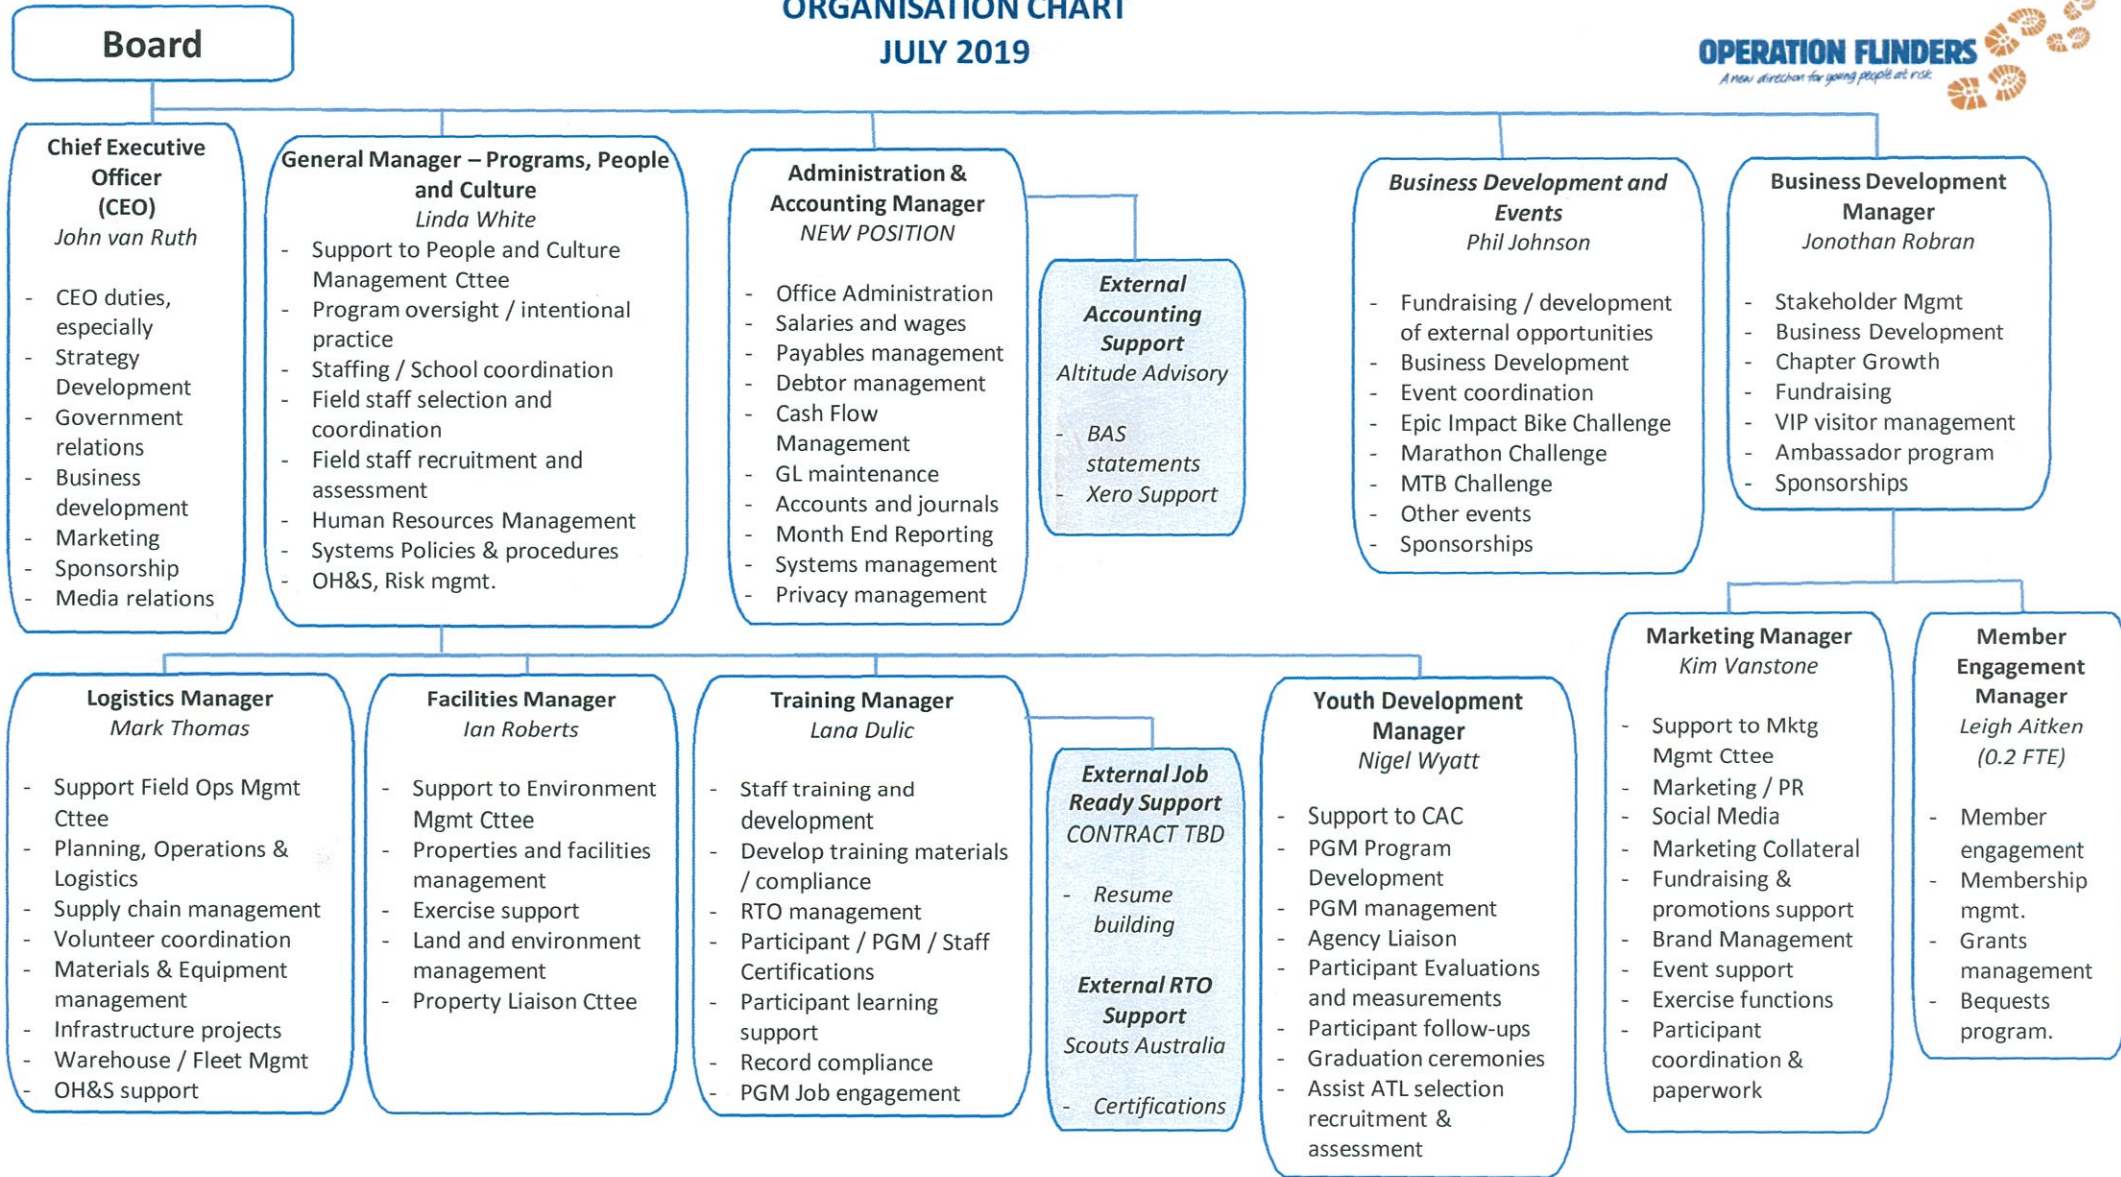 ORGANISATION CHART
JULY 2019
OPERATION FLINDERS
A new direction for young people at risk
Board
Chief Executive
Officer
(CEO)
John van Ruth
- CEO duties,
especially
- Strategy
Development
- Government
relations
- Business
development
- Marketing
- Sponsorship
- Media relations
General Manager – Programs, People
and Culture
Linda White
- Support to People and Culture
Management Cttee
- Program oversight / intentional
practice
- Staffing / School coordination
- Field staff selection and
coordination
- Field staff recruitment and
assessment
- Human Resources Management
- Systems Policies & procedures
- OH&S, Risk mgmt.
Administration &
Accounting Manager
NEW POSITION
- Office Administration
- Salaries and wages
- Payables management
- Debtor management
- Cash Flow
Management
- GL maintenance
- Accounts and journals
- Month End Reporting
- Systems management
- Privacy management
External
Accounting
Support
Altitude Advisory
- BAS
statements
- Xero Support
Business Development and
Events
Phil Johnson
- Fundraising / development
of external opportunities
- Business Development
- Event coordination
- Epic Impact Bike Challenge
- Marathon Challenge
- MTB Challenge
- Other events
- Sponsorships
Business Development
Manager
Jonothan Robran
- Stakeholder Mgmt
- Business Development
- Chapter Growth
- Fundraising
- VIP visitor management
- Ambassador program
- Sponsorships
Logistics Manager
Mark Thomas
- Support Field Ops Mgmt
Cttee
- Planning, Operations &
Logistics
- Supply chain management
- Volunteer coordination
- Materials & Equipment
management
- Infrastructure projects
- Warehouse / Fleet Mgmt
- OH&S support
Facilities Manager
Ian Roberts
- Support to Environment
Mgmt Cttee
- Properties and facilities
management
- Exercise support
- Land and environment
management
- Property Liaison Cttee
Training Manager
Lana Dulic
- Staff training and
development
- Develop training materials
/ compliance
- RTO management
- Participant / PGM / Staff
Certifications
- Participant learning
support
- Record compliance
- PGM Job engagement
External Job
Ready Support
CONTRACT TBD
- Resume
building
External RTO
Support
Scouts Australia
- Certifications
Youth Development
Manager
Nigel Wyatt
- Support to CAC
- PGM Program
Development
- PGM management
- Agency Liaison
- Participant Evaluations
and measurements
- Participant follow-ups
- Graduation ceremonies
- Assist ATL selection
recruitment &
assessment
Marketing Manager
Kim Vanstone
- Support to Mktg
Mgmt Cttee
- Marketing / PR
- Social Media
- Marketing Collateral
- Fundraising &
promotions support
- Brand Management
- Event support
- Exercise functions
- Participant
coordination &
paperwork
Member
Engagement
Manager
Leigh Aitken
(0.2 FTE)
- Member
engagement
- Membership
mgmt.
- Grants
management
- Bequests
program.